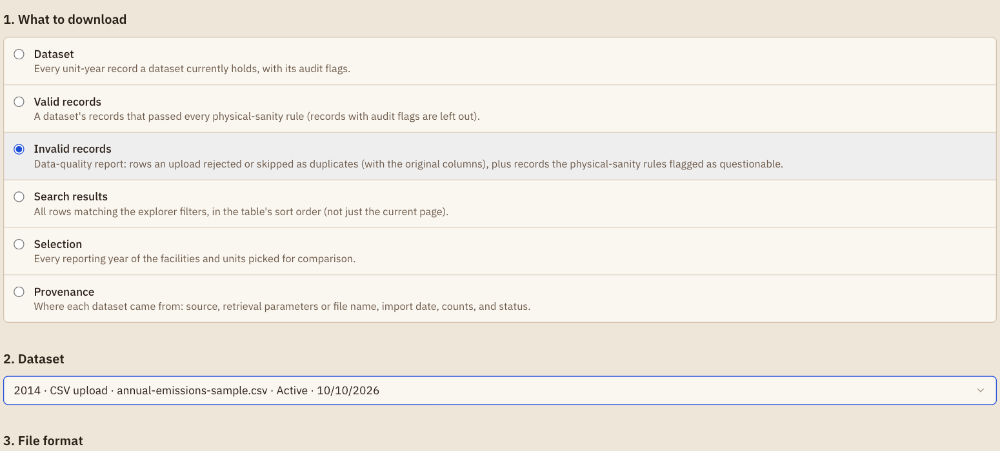 1. What to download
Dataset
Every unit-year record a dataset currently holds, with its audit flags.
Valid records
A dataset's records that passed every physical-sanity rule (records with audit flags are left out).
Invalid records
Data-quality report: rows an upload rejected or skipped as duplicates (with the original columns), plus records the physical-sanity rules flagged as questionable.
Search results
All rows matching the explorer filters, in the table's sort order (not just the current page).
Selection
Every reporting year of the facilities and units picked for comparison.
Provenance
Where each dataset came from: source, retrieval parameters or file name, import date, counts, and status.
2. Dataset
2014 · CSV upload · annual-emissions-sample.csv · Active · 10/10/2026
3. File format